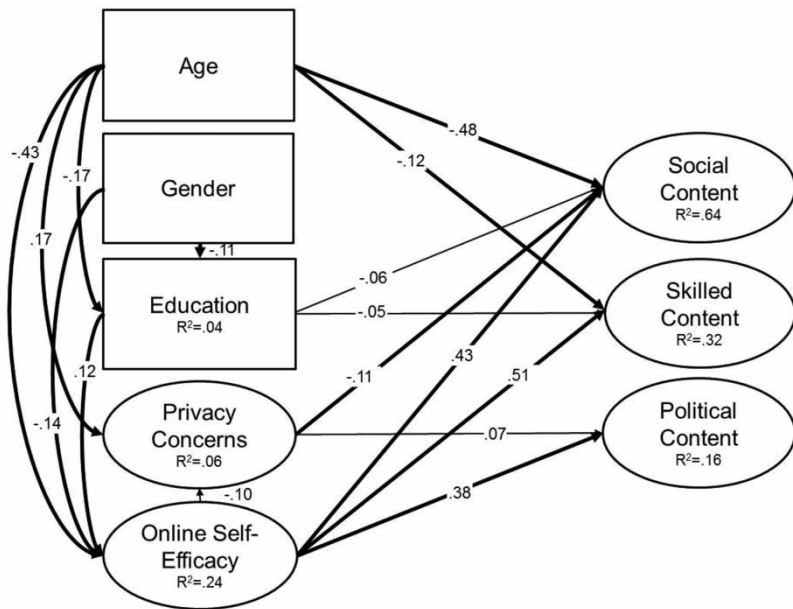 Age
-.48
-.43
-.12
Social
Content
R²=.64
-.17
Gender
.17
-.11
-.06
Education
R²=.04
-.05
Skilled
Content
R²=.32
.12
.43
-.11
.51
Privacy
Concerns
R²=.06
-.14
.07
Political
Content
R²=.16
.38
-.10
Online Self-
Efficacy
R²=.24